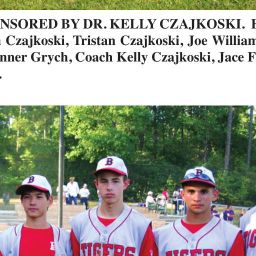 NSORED BY DR. KELLY CZAJKOSKI.
Czajkoski, Tristan Czajkoski, Joe William
nner Grych, Coach Kelly Czajkoski, Jace F
B
B
TIGERS
TIGERS